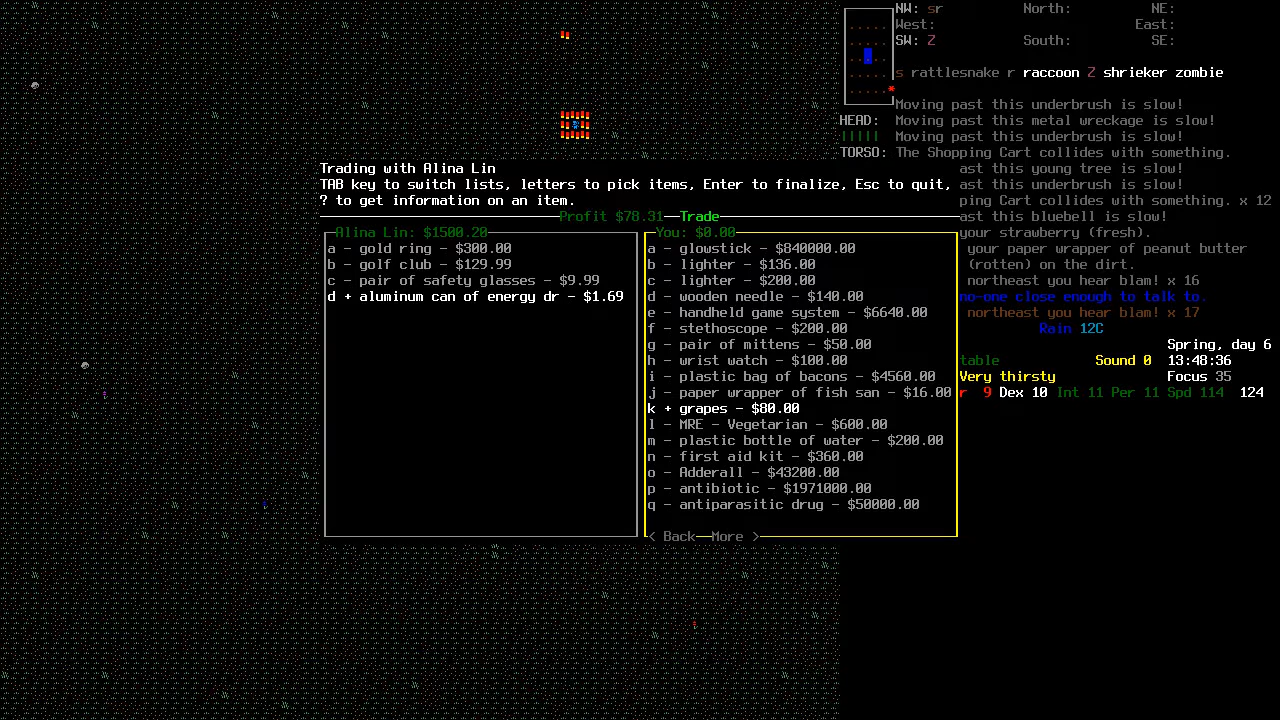 NW: sr North: NE:
West: East:
SW: Z South: SE:
s rattlesnake r raccoon Z shrieker zombie
Moving past this underbrush is slow!
HEAD: Moving past this metal wreckage is slow!
||||| Moving past this underbrush is slow!
TORSO: The Shopping Cart collides with something.
Trading with Alina Lin
ast this young tree is slow!
TAB key to switch lists, letters to pick items, Enter to finalize, Esc to quit,
ast this underbrush is slow!
? to get information on an item.
ping Cart collides with something. x 12
Profit $78.31 Trade
ast this bluebell is slow!
Alina Lin: $1500.20
You: $0.00
your strawberry (fresh).
a - gold ring - $300.00
b - golf club - $129.99
c - pair of safety glasses - $9.99
d + aluminum can of energy dr - $1.69
a - glowstick - $840000.00
b - lighter - $136.00
c - lighter - $200.00
d - wooden needle - $140.00
e - handheld game system - $6640.00
f - stethoscope - $200.00
g - pair of mittens - $50.00
h - wrist watch - $100.00
i - plastic bag of bacons - $4560.00
j - paper wrapper of fish san - $16.00
k + grapes - $80.00
l - MRE - Vegetarian - $600.00
m - plastic bottle of water - $200.00
n - first aid kit - $360.00
o - Adderall - $43200.00
p - antibiotic - $1971000.00
q - antiparasitic drug - $50000.00
< Back More >
your paper wrapper of peanut butter
(rotten) on the dirt.
northeast you hear blam! x 16
no-one close enough to talk to.
northeast you hear blam! x 17
Rain 12C
Spring, day 6
table Sound 0 13:48:36
Very thirsty Focus 35
r 9 Dex 10 Int 11 Per 11 Spd 114 124